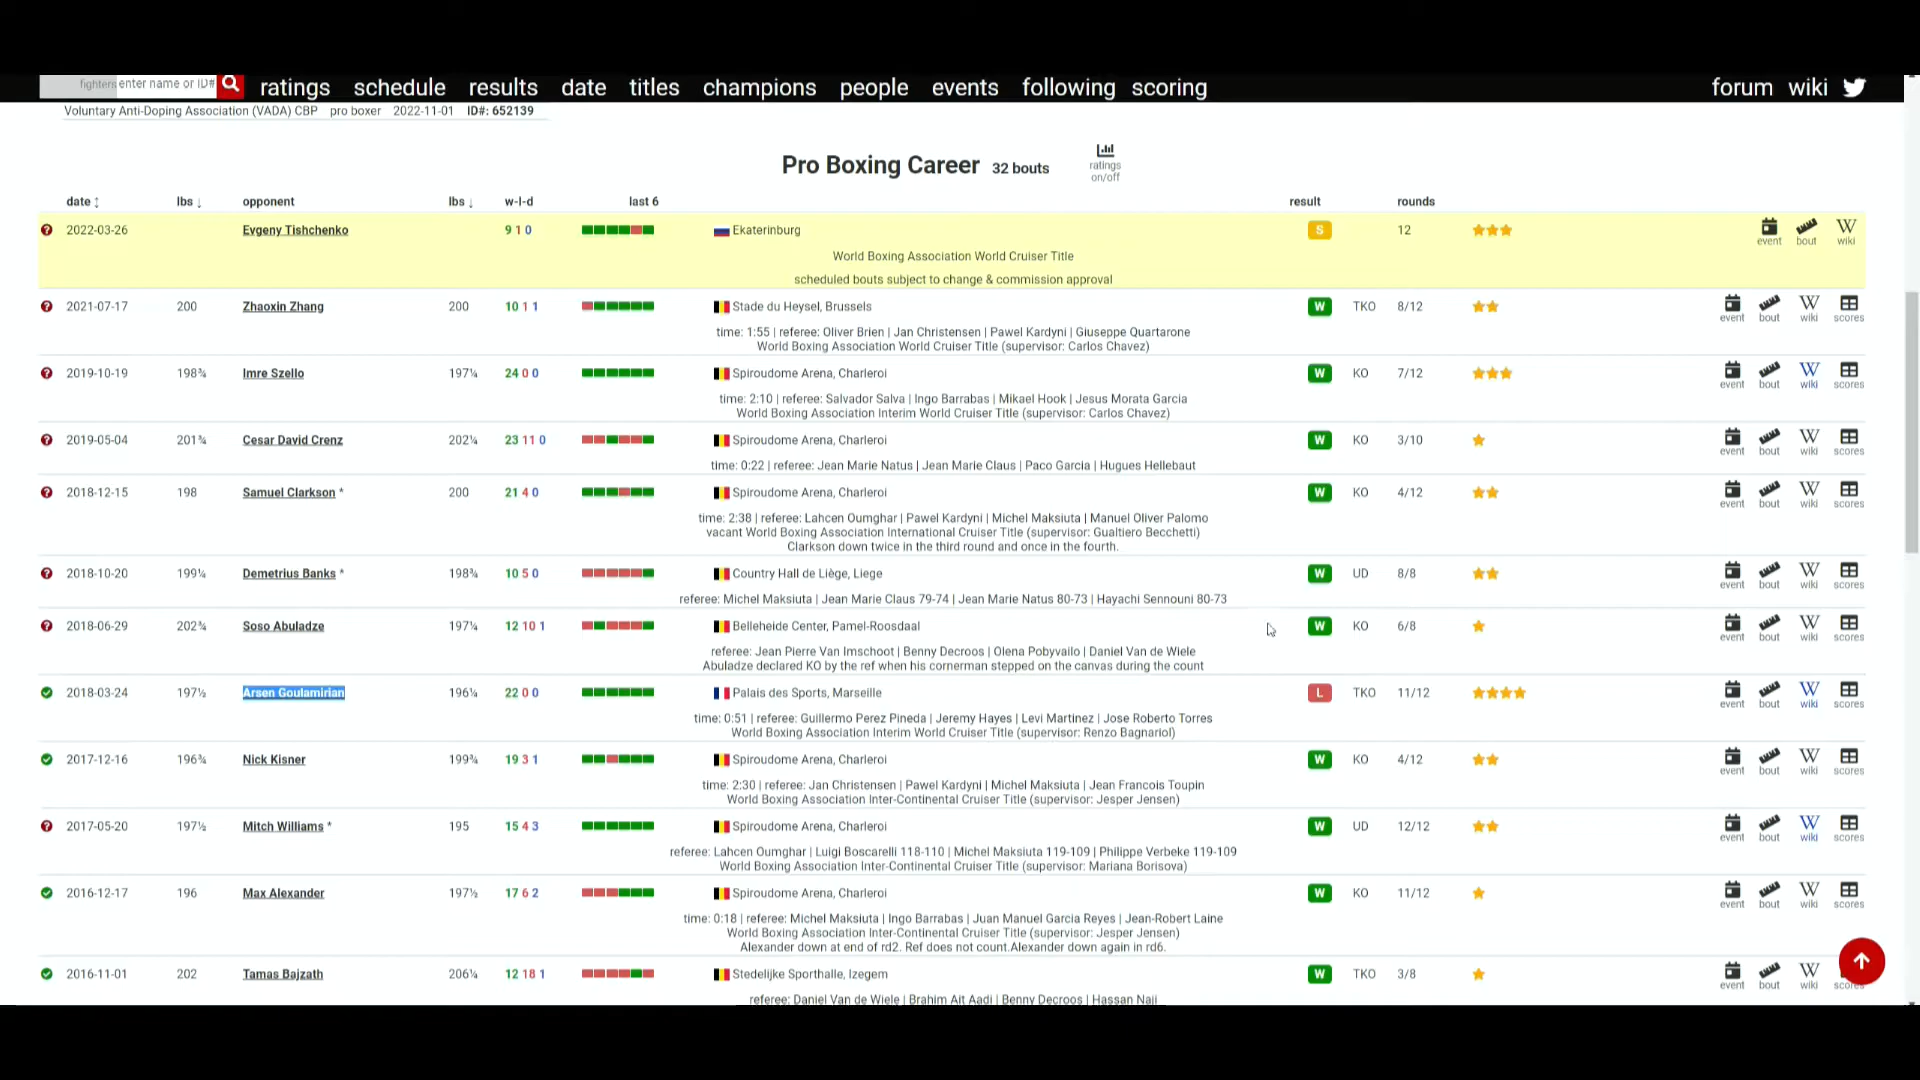 fighters enter name or ID# ratings schedule results date titles champions people events following scoring forum wiki
Voluntary Anti-Doping Association (VADA) CBP pro boxer 2022-11-01 ID#: 652139
Pro Boxing Career 32 bouts
ratings
on/off
date lbs opponent lbs w-l-d last 6 result rounds
2022-03-26 Evgeny Tishchenko 9 1 0 Ekaterinburg S 12 event bout wiki
World Boxing Association World Cruiser Title
scheduled bouts subject to change & commission approval
2021-07-17 200 Zhaoxin Zhang 200 10 1 1 Stade du Heysel, Brussels W TKO 8/12 event bout wiki scores
time: 1:55 | referee: Oliver Brien | Jan Christensen | Pawel Kardyni | Giuseppe Quartarone
World Boxing Association World Cruiser Title (supervisor: Carlos Chavez)
2019-10-19 198¾ Imre Szello 197¼ 24 0 0 Spiroudome Arena, Charleroi W KO 7/12 event bout wiki scores
time: 2:10 | referee: Salvador Salva | Ingo Barrabas | Mikael Hook | Jesus Morata Garcia
World Boxing Association Interim World Cruiser Title (supervisor: Carlos Chavez)
2019-05-04 201¾ Cesar David Crenz 202¼ 23 11 0 Spiroudome Arena, Charleroi W KO 3/10 event bout wiki scores
time: 0:22 | referee: Jean Marie Natus | Jean Marie Claus | Paco Garcia | Hugues Hellebaut
2018-12-15 198 Samuel Clarkson * 200 21 4 0 Spiroudome Arena, Charleroi W KO 4/12 event bout wiki scores
time: 2:38 | referee: Lahcen Oumghar | Pawel Kardyni | Michel Maksiuta | Manuel Oliver Palomo
vacant World Boxing Association International Cruiser Title (supervisor: Gualtiero Becchetti)
Clarkson down twice in the third round and once in the fourth.
2018-10-20 199¼ Demetrius Banks * 198¾ 10 5 0 Country Hall de Liège, Liege W UD 8/8 event bout wiki scores
referee: Michel Maksiuta | Jean Marie Claus 79-74 | Jean Marie Natus 80-73 | Hayachi Sennouni 80-73
2018-06-29 202¾ Soso Abuladze 197¼ 12 10 1 Belleheide Center, Pamel-Roosdaal W KO 6/8 event bout wiki scores
referee: Jean Pierre Van Imschoot | Benny Decroos | Olena Pobyvailo | Daniel Van de Wiele
Abuladze declared KO by the ref when his cornerman stepped on the canvas during the count
2018-03-24 197½ Arsen Goulamirian 196¼ 22 0 0 Palais des Sports, Marseille L TKO 11/12 event bout wiki scores
time: 0:51 | referee: Guillermo Perez Pineda | Jeremy Hayes | Levi Martinez | Jose Roberto Torres
World Boxing Association Interim World Cruiser Title (supervisor: Renzo Bagnariol)
2017-12-16 196¾ Nick Kisner 199¾ 19 3 1 Spiroudome Arena, Charleroi W KO 4/12 event bout wiki scores
time: 2:30 | referee: Jan Christensen | Pawel Kardyni | Michel Maksiuta | Jean Francois Toupin
World Boxing Association Inter-Continental Cruiser Title (supervisor: Jesper Jensen)
2017-05-20 197½ Mitch Williams * 195 15 4 3 Spiroudome Arena, Charleroi W UD 12/12 event bout wiki scores
referee: Lahcen Oumghar | Luigi Boscarelli 118-110 | Michel Maksiuta 119-109 | Philippe Verbeke 119-109
World Boxing Association Inter-Continental Cruiser Title (supervisor: Mariana Borisova)
2016-12-17 196 Max Alexander 197½ 17 6 2 Spiroudome Arena, Charleroi W KO 11/12 event bout wiki scores
time: 0:18 | referee: Michel Maksiuta | Ingo Barrabas | Juan Manuel Garcia Reyes | Jean-Robert Laine
World Boxing Association Inter-Continental Cruiser Title (supervisor: Jesper Jensen)
Alexander down at end of rd2. Ref does not count.Alexander down again in rd6.
2016-11-01 202 Tamas Bajzath 206¼ 12 18 1 Stedelijke Sporthalle, Izegem W TKO 3/8 event bout wiki scores
referee: Daniel Van de Wiele | Brahim Ait Aadi | Benny Decroos | Hassan Naji